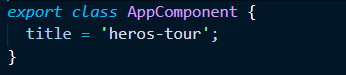 export class AppComponent {
  title = 'heros-tour';
}